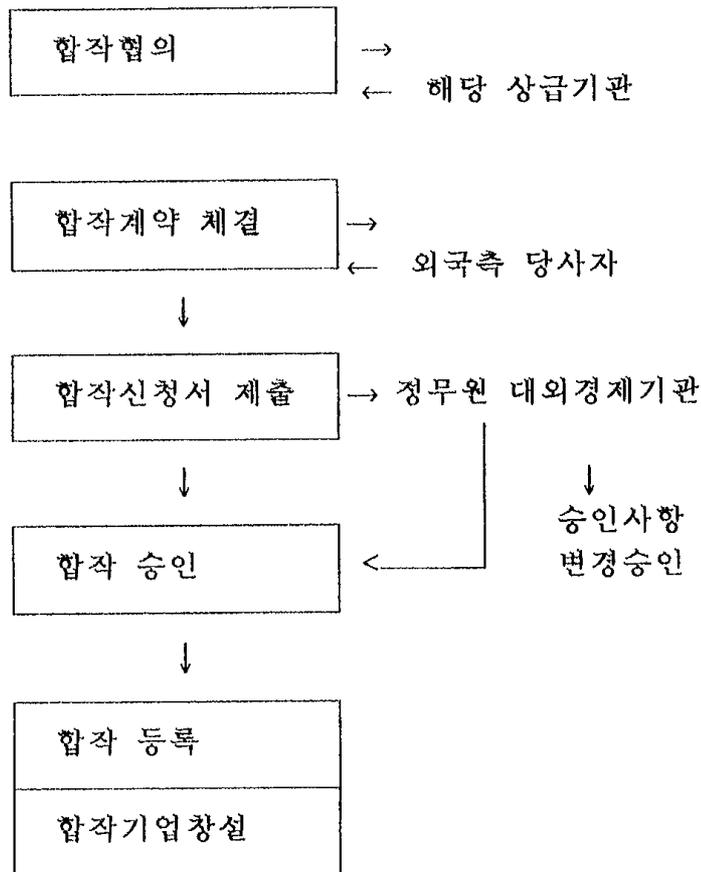 합작협의
해당 상급기관
합작계약 체결
외국측 당사자
합작신청서 제출
정무원 대외경제기관
승인사항
변경승인
합작 승인
합작 등록
합작기업창설